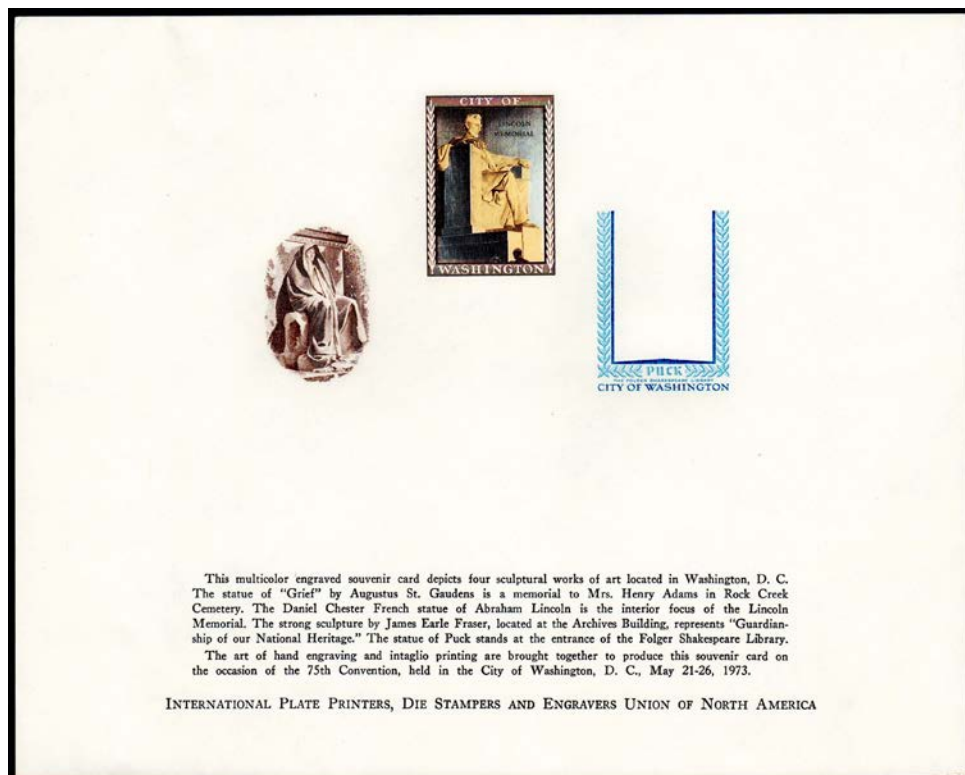 CITY OF
LINCOLN
MEMORIAL
WASHINGTON
PUCK
THE FOLGER SHAKESPEARE LIBRARY
CITY OF WASHINGTON
This multicolor engraved souvenir card depicts four sculptural works of art located in Washington, D. C.
The statue of "Grief" by Augustus St. Gaudens is a memorial to Mrs. Henry Adams in Rock Creek
Cemetery. The Daniel Chester French statue of Abraham Lincoln is the interior focus of the Lincoln
Memorial. The strong sculpture by James Earle Fraser, located at the Archives Building, represents "Guardian-
ship of our National Heritage." The statue of Puck stands at the entrance of the Folger Shakespeare Library.
The art of hand engraving and intaglio printing are brought together to produce this souvenir card on
the occasion of the 75th Convention, held in the City of Washington, D. C., May 21-26, 1973.
INTERNATIONAL PLATE PRINTERS, DIE STAMPERS AND ENGRAVERS UNION OF NORTH AMERICA